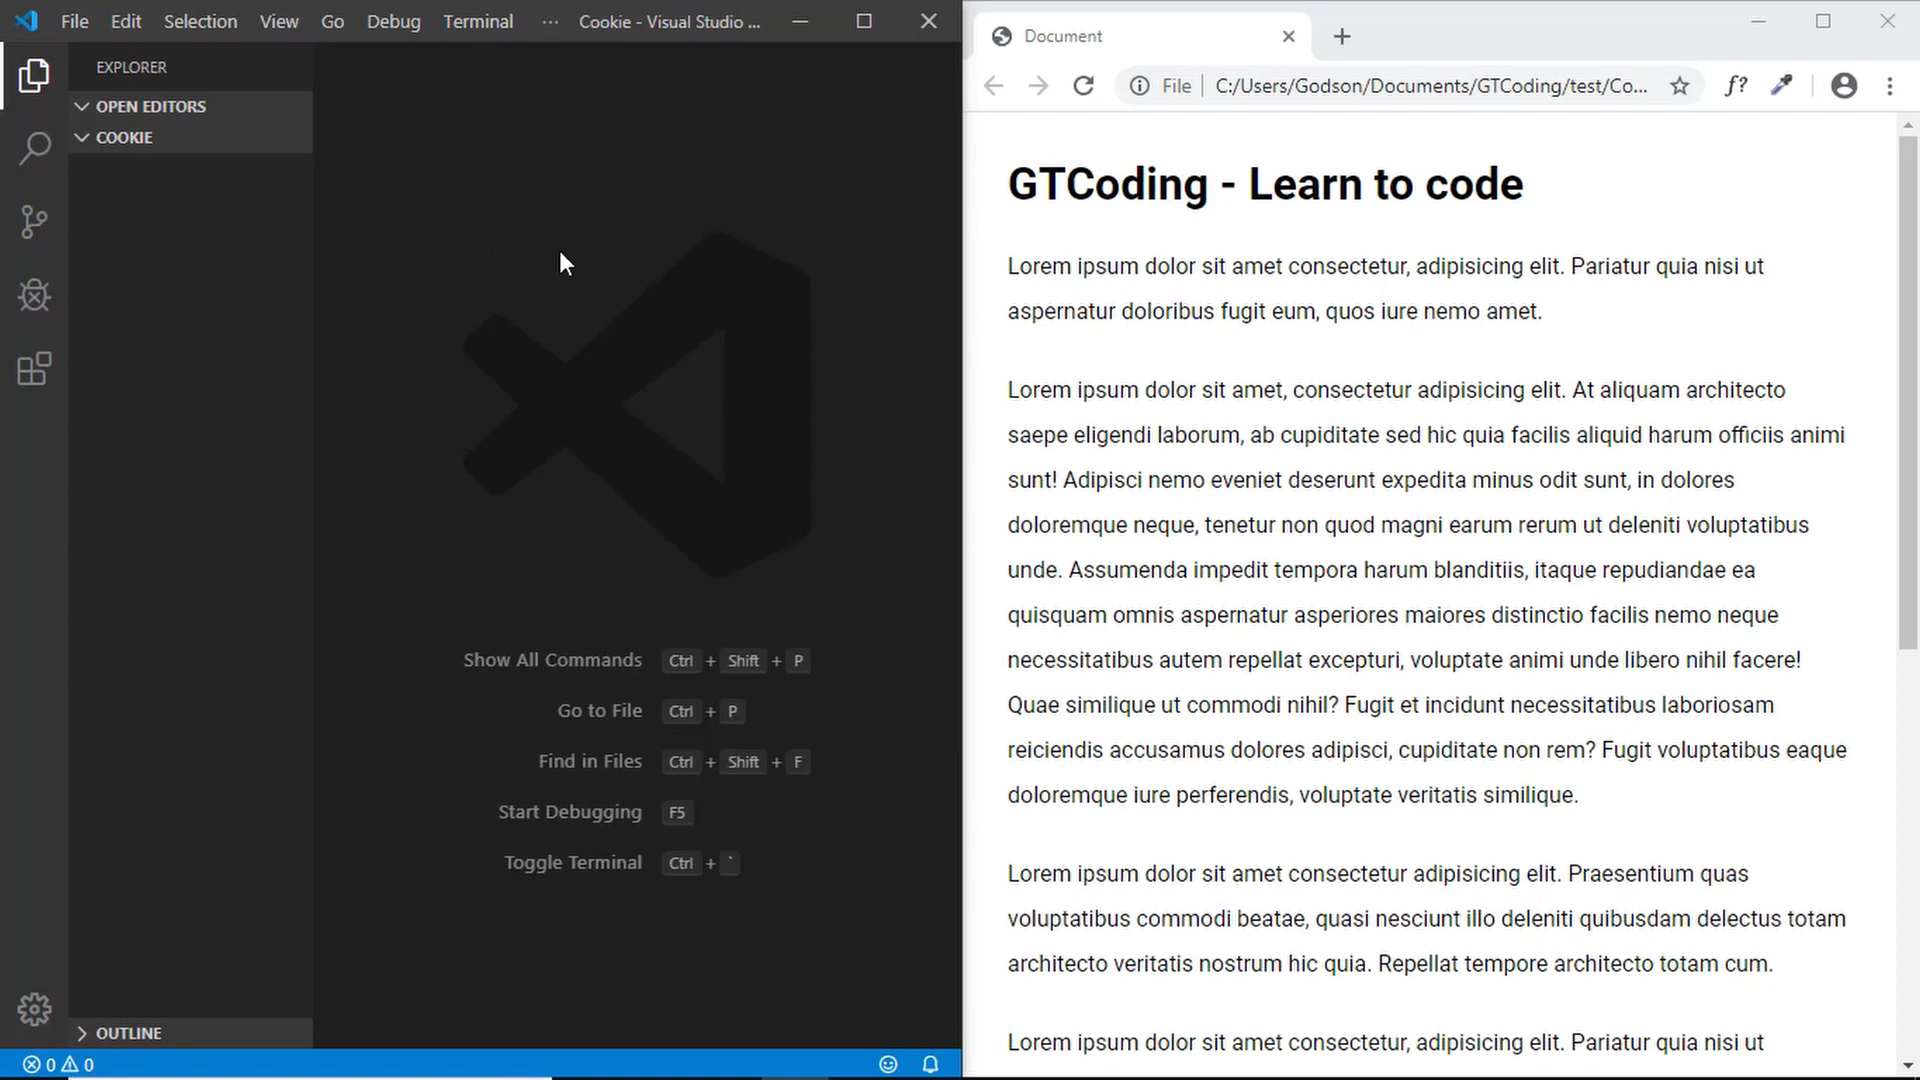 File Edit Selection View Go Debug Terminal ··· Cookie - Visual Studio ...
EXPLORER
OPEN EDITORS
COOKIE
Show All Commands Ctrl + Shift + P
Go to File Ctrl + P
Find in Files Ctrl + Shift + F
Start Debugging F5
Toggle Terminal Ctrl + `
OUTLINE
0 0
Document
File C:/Users/Godson/Documents/GTCoding/test/Co... f?
GTCoding - Learn to code
Lorem ipsum dolor sit amet consectetur, adipisicing elit. Pariatur quia nisi ut
aspernatur doloribus fugit eum, quos iure nemo amet.
Lorem ipsum dolor sit amet, consectetur adipisicing elit. At aliquam architecto
saepe eligendi laborum, ab cupiditate sed hic quia facilis aliquid harum officiis animi
sunt! Adipisci nemo eveniet deserunt expedita minus odit sunt, in dolores
doloremque neque, tenetur non quod magni earum rerum ut deleniti voluptatibus
unde. Assumenda impedit tempora harum blanditiis, itaque repudiandae ea
quisquam omnis aspernatur asperiores maiores distinctio facilis nemo neque
necessitatibus autem repellat excepturi, voluptate animi unde libero nihil facere!
Quae similique ut commodi nihil? Fugit et incidunt necessitatibus laboriosam
reiciendis accusamus dolores adipisci, cupiditate non rem? Fugit voluptatibus eaque
doloremque iure perferendis, voluptate veritatis similique.
Lorem ipsum dolor sit amet consectetur adipisicing elit. Praesentium quas
voluptatibus commodi beatae, quasi nesciunt illo deleniti quibusdam delectus totam
architecto veritatis nostrum hic quia. Repellat tempore architecto totam cum.
Lorem ipsum dolor sit amet consectetur, adipisicing elit. Pariatur quia nisi ut